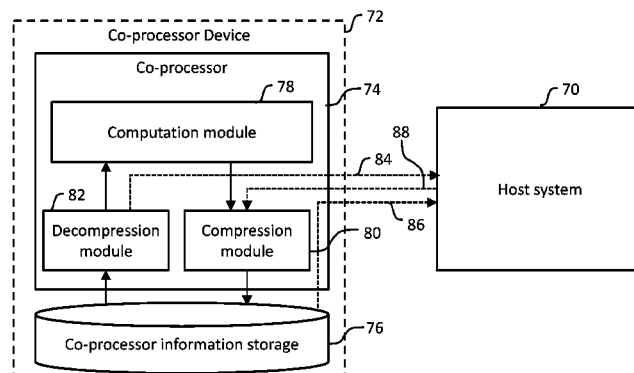 72
Co-processor Device
Co-processor
78
74
70
Computation module
88
84
82
Host system
86
Decompression
module
Compression
module
80
Co-processor information storage
76